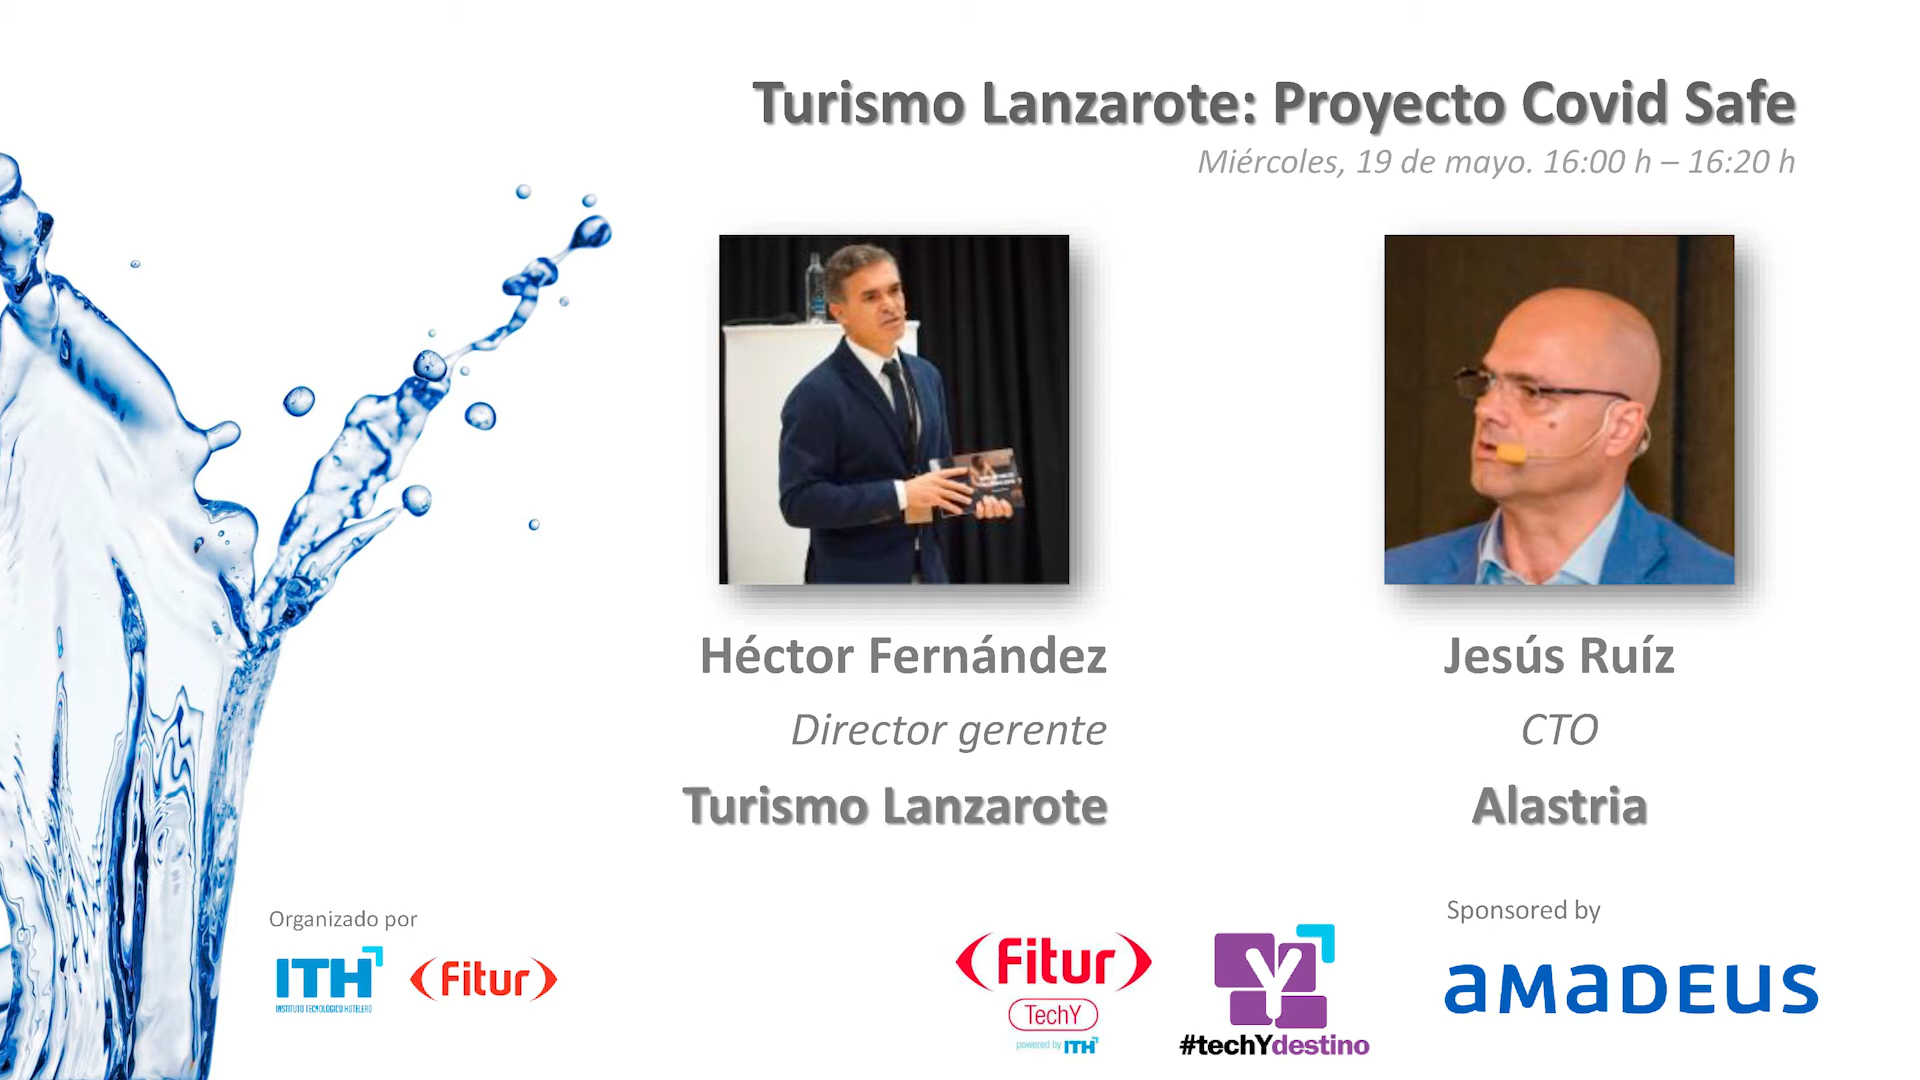 Turismo Lanzarote: Proyecto Covid Safe
Miércoles, 19 de mayo. 16:00 h – 16:20 h
Héctor Fernández
Director gerente
Turismo Lanzarote
Jesús Ruíz
CTO
Alastria
Organizado por
ITH
INSTITUTO TECNOLÓGICO HOTELERO
Fitur
Fitur
TechY
powered by ITH
Y
#techYdestino
Sponsored by
aMaDEUS